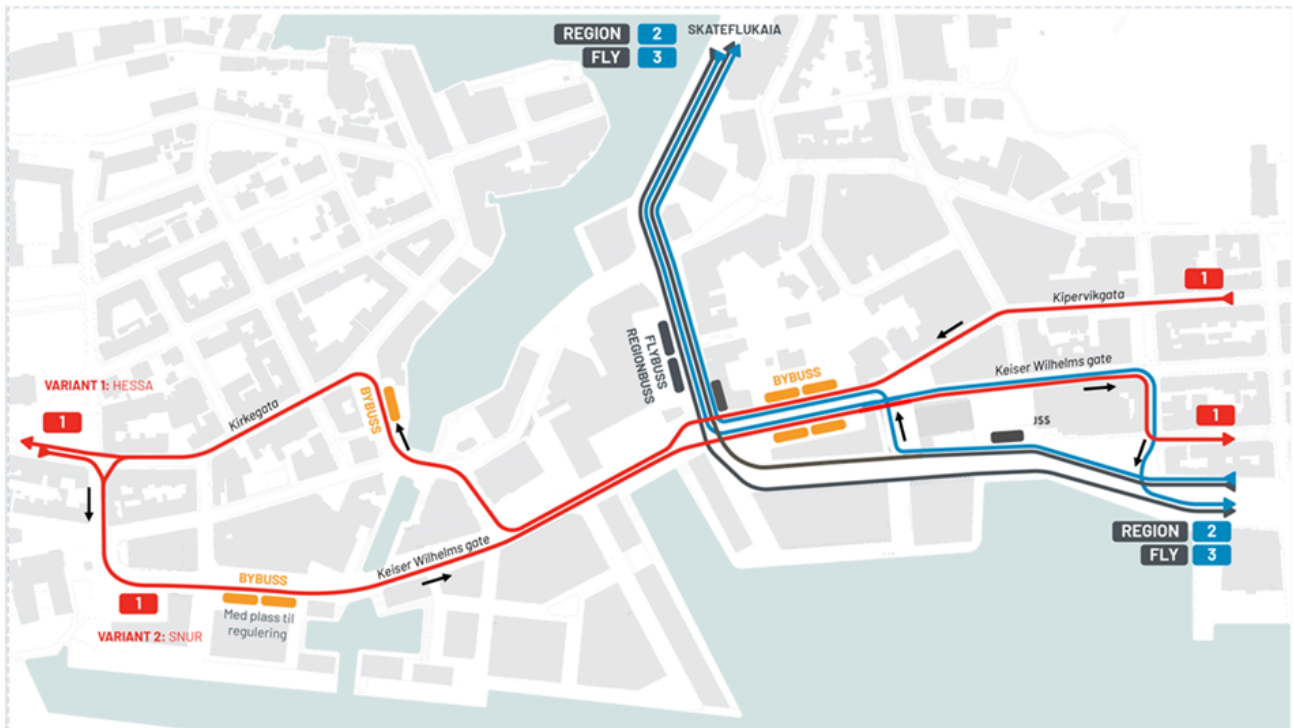 REGION 2
FLY 3
SKATEFLUKAIA
1
Kipervikgata
FLYBUSS
REGIONBUSS
BYBUSS
Keiser Wilhelms gate
VARIANT 1: HESSA
1
Kirkegata
BYBUSS
1
USS
REGION 2
FLY 3
Keiser Wilhelms gate
BYBUSS
1
Med plass til
regulering
VARIANT 2: SNUR